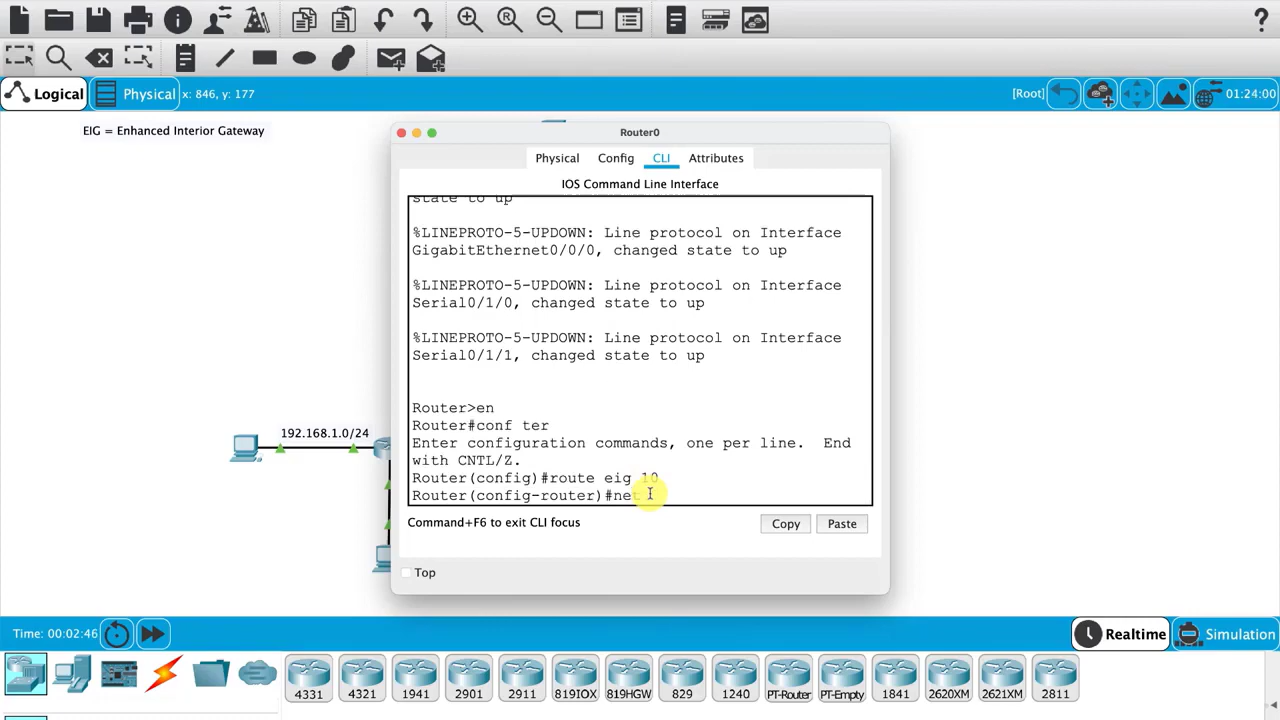 Logical
Physical
x: 846, y: 177
[Root]
01:24:00
EIG = Enhanced Interior Gateway
192.168.1.0/24
Router0
Physical
Config
CLI
Attributes
IOS Command Line Interface
state to up
%LINEPROTO-5-UPDOWN: Line protocol on Interface
GigabitEthernet0/0/0, changed state to up
%LINEPROTO-5-UPDOWN: Line protocol on Interface
Serial0/1/0, changed state to up
%LINEPROTO-5-UPDOWN: Line protocol on Interface
Serial0/1/1, changed state to up
Router>en
Router#conf ter
Enter configuration commands, one per line. End
with CNTL/Z.
Router(config)#route eig 10
Router(config-router)#net
Command+F6 to exit CLI focus
Copy
Paste
Top
Time: 00:02:46
Realtime
Simulation
4331
4321
1941
2901
2911
819IOX
819HGW
829
1240
PT-Router
PT-Empty
1841
2620XM
2621XM
2811